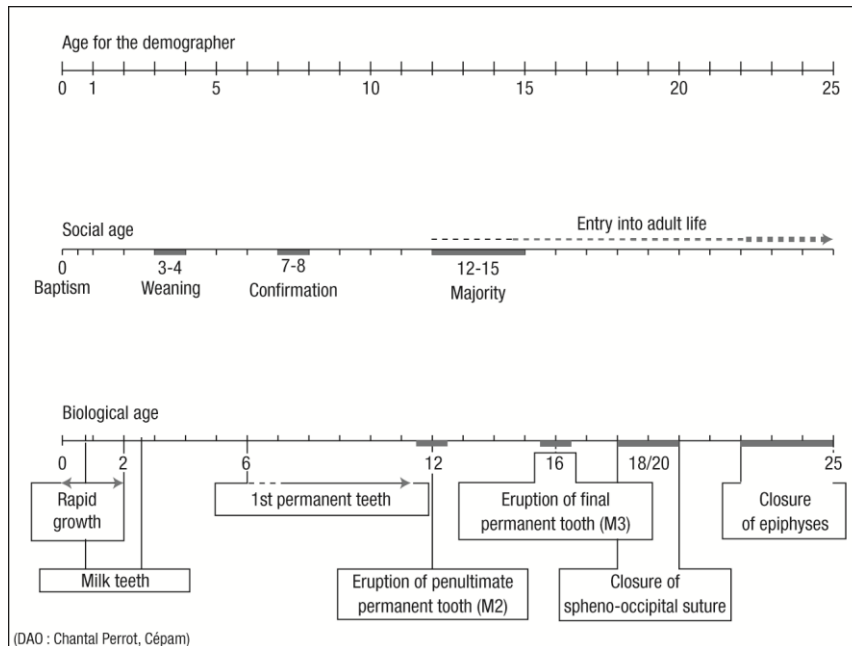 Age for the demographer
0 1 5 10 15 20 25
Entry into adult life
Social age
0 3-4 7-8 12-15
Baptism Weaning Confirmation Majority
Biological age
0 2 6 12 16 18/20 25
Rapid
growth
1st permanent teeth
Eruption of final
permanent tooth (M3)
Closure
of epiphyses
Milk teeth
Eruption of penultimate
permanent tooth (M2)
Closure of
spheno-occipital suture
(DAO : Chantal Perrot, Cépam)